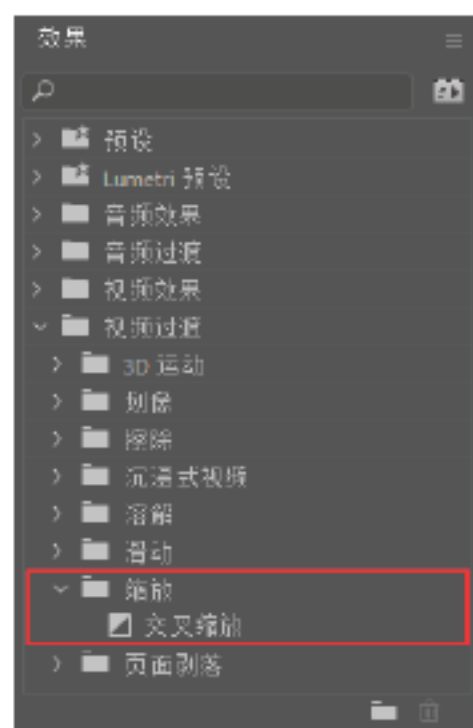 效果
预设
Lumetri 预设
音频效果
音频过渡
视频效果
视频过渡
3D 运动
划像
擦除
沉浸式视频
溶解
滑动
缩放
交叉缩放
页面剥落